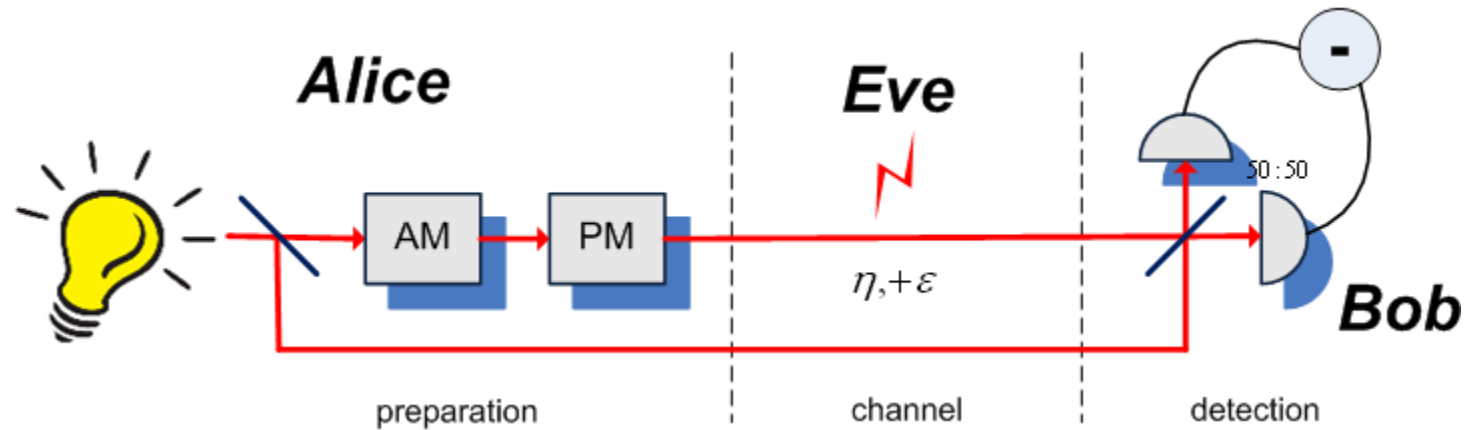 Alice
Eve
-
50:50
AM
PM
η,+ε
Bob
preparation
channel
detection